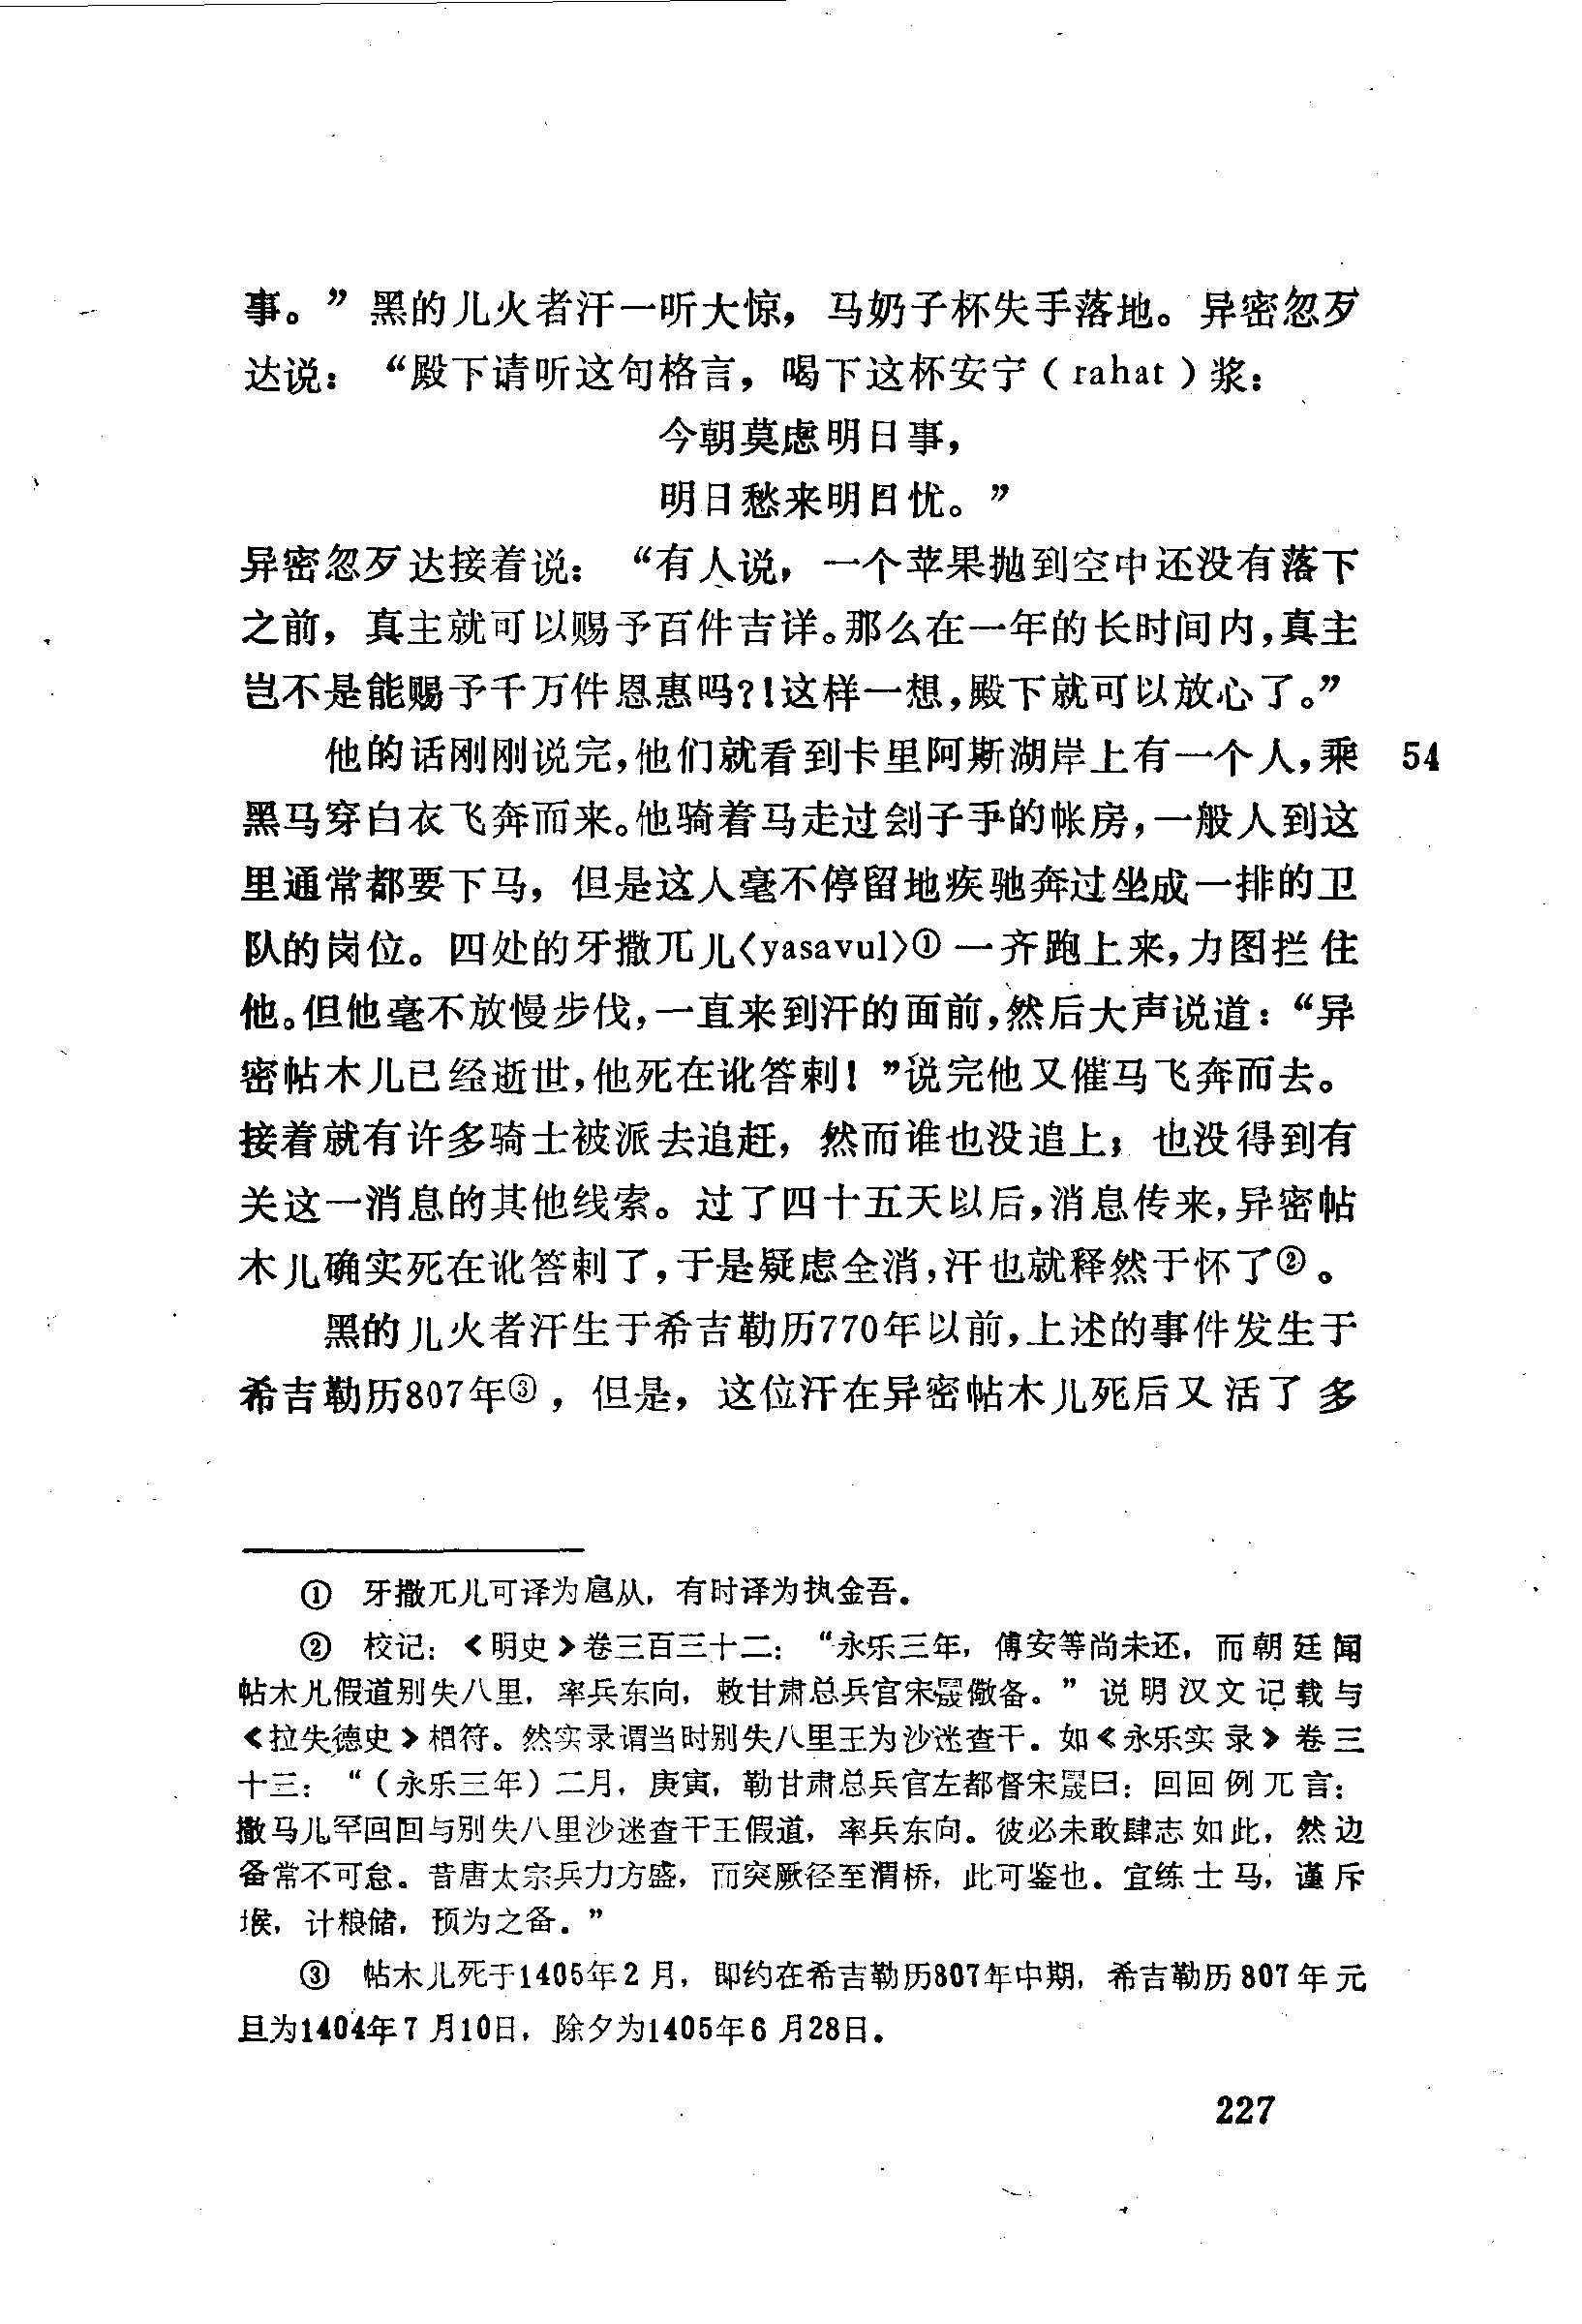 事。”黑的儿火者汗一听大惊，马奶子杯失手落地。异密忽歹
达说：“殿下请听这句格言，喝下这杯安宁（rahat）浆：
今朝莫虑明日事，
明日愁来明日忧。”
异密忽歹达接着说：“有人说，一个苹果抛到空中还没有落下
之前，真主就可以赐予百件吉详。那么在一年的长时间内，真主
岂不是能赐予千万件恩惠吗？！这样一想，殿下就可以放心了。”
他的话刚刚说完，他们就看到卡里阿斯湖岸上有一个人，乘 54
黑马穿白衣飞奔而来。他骑着马走过刽子手的帐房，一般人到这
里通常都要下马，但是这人毫不停留地疾驰奔过坐成一排的卫
队的岗位。四处的牙撒兀儿〈yasavul〉①一齐跑上来，力图拦住
他。但他毫不放慢步伐，一直来到汗的面前，然后大声说道：“异
密帖木儿已经逝世，他死在讹答剌！”说完他又催马飞奔而去。
接着就有许多骑士被派去追赶，然而谁也没追上；也没得到有
关这一消息的其他线索。过了四十五天以后，消息传来，异密帖
木儿确实死在讹答剌了，于是疑虑全消，汗也就释然于怀了②。
黑的儿火者汗生于希吉勒历770年以前，上述的事件发生于
希吉勒历807年③，但是，这位汗在异密帖木儿死后又活了多
① 牙撒兀儿可译为扈从，有时译为执金吾。
② 校记：《明史》卷三百三十二：“永乐三年，傅安等尚未还，而朝廷闻
帖木儿假道别失八里，率兵东向，敕甘肃总兵官宋晟儆备。”说明汉文记载与
《拉失德史》相符。然实录谓当时别失八里王为沙迷查干。如《永乐实录》卷三
十三：“（永乐三年）二月，庚寅，勒甘肃总兵官左都督宋晟曰：回回例兀言：
撒马儿罕回回与别失八里沙迷查干王假道，率兵东向。彼必未敢肆志如此，然边
备常不可怠。昔唐太宗兵力方盛，而突厥径至渭桥，此可鉴也。宜练士马，谨斥
堠，计粮储，预为之备。”
③ 帖木儿死于1405年2月，即约在希吉勒历807年中期，希吉勒历807年元
旦为1404年7月10日，除夕为1405年6月28日。
227